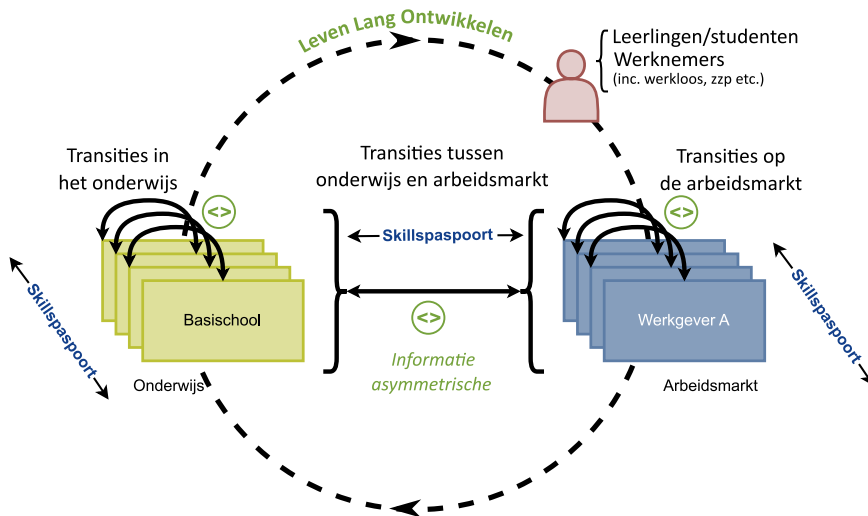 Leven Lang Ontwikkelen
Leerlingen/studenten
Werknemers
(inc. werkloos, zzp etc.)
Transities in
het onderwijs
<>
Transities tussen
onderwijs en arbeidsmarkt
Transities op
de arbeidsmarkt
<>
Skillspaspoort
Skillspaspoort
Skillspaspoort
Basischool
<>
Werkgever A
Informatie
asymmetrische
Onderwijs
Arbeidsmarkt